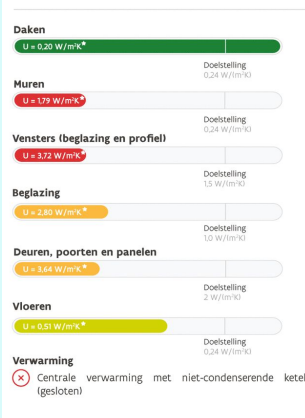 Daken
U = 0,20 W/m²K*
Doelstelling
0,24 W/(m²K)
Muren
U = 1,79 W/m²K*
Doelstelling
0,24 W/(m²K)
Vensters (beglazing en profiel)
U = 3,72 W/m²K*
Doelstelling
1,5 W/(m²K)
Beglazing
U = 2,80 W/m²K*
Doelstelling
1,0 W/(m²K)
Deuren, poorten en panelen
U = 3,64 W/m²K*
Doelstelling
2 W/(m²K)
Vloeren
U = 0,51 W/m²K*
Doelstelling
0,24 W/(m²K)
Verwarming
Centrale verwarming met niet-condenserende ketel
(gesloten)